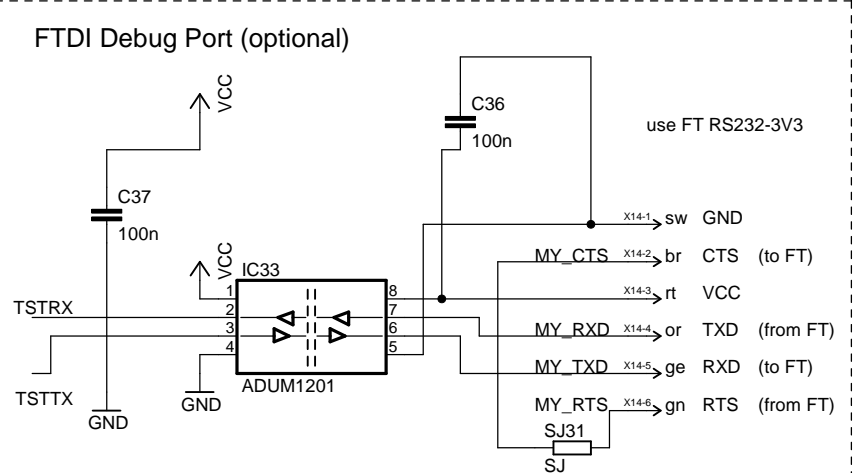 FTDI Debug Port (optional)
VCC
C36
100n
use FT RS232-3V3
C37
100n
X14-1 sw GND
VCC
IC33
MY_CTS X14-2 br CTS (to FT)
1 8
X14-3 rt VCC
TSTRX
2 7
MY_RXD X14-4 or TXD (from FT)
3 6
4 5
MY_TXD X14-5 ge RXD (to FT)
ADUM1201
TSTTX
GND
GND
MY_RTS X14-6 gn RTS (from FT)
SJ31
SJ